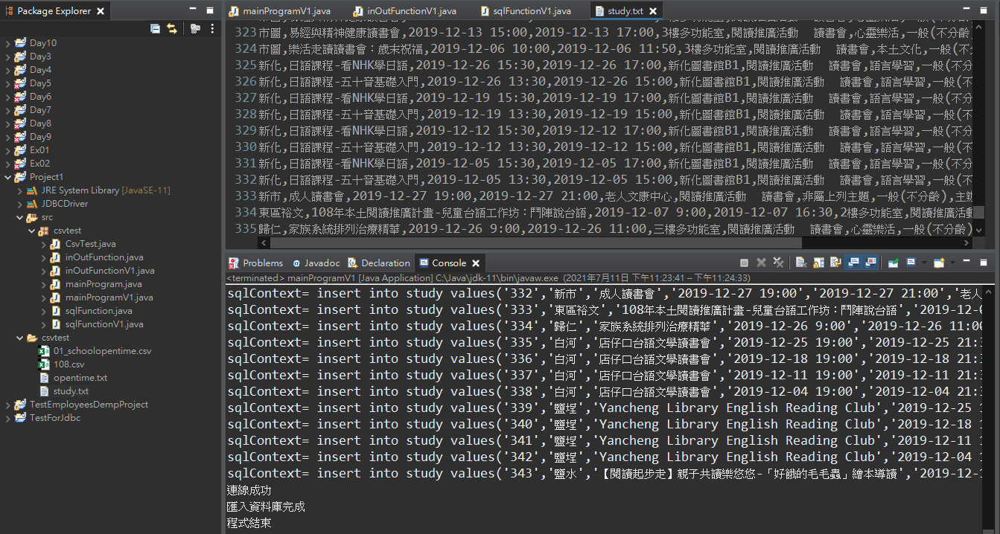 Package Explorer
Day10
Day3
Day4
Day5
Day6
Day7
Day8
Day9
Ex01
Ex02
Project1
JRE System Library [JavaSE-11]
JDBCDriver
src
csvtest
CsvTest.java
inOutFunction.java
inOutFunctionV1.java
mainProgram.java
mainProgramV1.java
sqlFunction.java
sqlFunctionV1.java
csvtest
01_schoolopentime.csv
108.csv
opentime.txt
study.txt
TestEmployeesDempProject
TestForJdbc
mainProgramV1.java inOutFunctionV1.java sqlFunctionV1.java study.txt
323 市圖,易經與精神健康讀書會,2019-12-13 15:00,2019-12-13 17:00,3樓多功能室,閱讀推廣活動 讀書會,心靈樂活,一般(不分齡
324 市圖,樂活走讀讀書會：歲末祝福,2019-12-06 10:00,2019-12-06 11:50,3樓多功能室,閱讀推廣活動 讀書會,本土文化,一般(不分
325 新化,日語課程-看NHK學日語,2019-12-26 15:30,2019-12-26 17:00,新化圖書館B1,閱讀推廣活動 讀書會,語言學習,一般(不
326 新化,日語課程-五十音基礎入門,2019-12-26 13:30,2019-12-26 15:00,新化圖書館B1,閱讀推廣活動 讀書會,語言學習,一般(不
327 新化,日語課程-看NHK學日語,2019-12-19 15:30,2019-12-19 17:00,新化圖書館B1,閱讀推廣活動 讀書會,語言學習,一般(不
328 新化,日語課程-五十音基礎入門,2019-12-19 13:30,2019-12-19 15:00,新化圖書館B1,閱讀推廣活動 讀書會,語言學習,一般(不
329 新化,日語課程-看NHK學日語,2019-12-12 15:30,2019-12-12 17:00,新化圖書館B1,閱讀推廣活動 讀書會,語言學習,一般(不
330 新化,日語課程-五十音基礎入門,2019-12-12 13:30,2019-12-12 15:00,新化圖書館B1,閱讀推廣活動 讀書會,語言學習,一般(不
331 新化,日語課程-看NHK學日語,2019-12-05 15:30,2019-12-05 17:00,新化圖書館B1,閱讀推廣活動 讀書會,語言學習,一般(不
332 新化,日語課程-五十音基礎入門,2019-12-05 13:30,2019-12-05 15:00,新化圖書館B1,閱讀推廣活動 讀書會,語言學習,一般(不
333 新市,成人讀書會,2019-12-27 19:00,2019-12-27 21:00,老人文康中心,閱讀推廣活動 讀書會,非屬上列主題,一般(不分齡),主辦
334 東區裕文,108年本土閱讀推廣計畫-兒童台語工作坊：鬥陣說台語,2019-12-07 9:00,2019-12-07 16:30,2樓多功能室,閱讀
335 歸仁,家族系統排列治療精華,2019-12-26 9:00,2019-12-26 11:00,三樓多功能室,閱讀推廣活動 讀書會,心靈樂活,一般(不分齡)
Problems Javadoc Declaration Console
<terminated> mainProgramV1 [Java Application] C:\Java\jdk-11\bin\javaw.exe (2021年7月11日 下午11:23:41 – 下午11:24:33)
sqlContext= insert into study values('332','新市','成人讀書會','2019-12-27 19:00','2019-12-27 21:00','老人
sqlContext= insert into study values('333','東區裕文','108年本土閱讀推廣計畫-兒童台語工作坊：鬥陣說台語','2019-12-0
sqlContext= insert into study values('334','歸仁','家族系統排列治療精華','2019-12-26 9:00','2019-12-26 11:00
sqlContext= insert into study values('335','白河','店仔口台語文學讀書會','2019-12-25 19:00','2019-12-25 21:3
sqlContext= insert into study values('336','白河','店仔口台語文學讀書會','2019-12-18 19:00','2019-12-18 21:3
sqlContext= insert into study values('337','白河','店仔口台語文學讀書會','2019-12-11 19:00','2019-12-11 21:3
sqlContext= insert into study values('338','白河','店仔口台語文學讀書會','2019-12-04 19:00','2019-12-04 21:3
sqlContext= insert into study values('339','鹽埕','Yancheng Library English Reading Club','2019-12-25 1
sqlContext= insert into study values('340','鹽埕','Yancheng Library English Reading Club','2019-12-18 1
sqlContext= insert into study values('341','鹽埕','Yancheng Library English Reading Club','2019-12-11 1
sqlContext= insert into study values('342','鹽埕','Yancheng Library English Reading Club','2019-12-04 1
sqlContext= insert into study values('343','鹽水','【閱讀起步走】親子共讀樂悠悠-「好餓的毛毛蟲」繪本導讀','2019-12-1
連線成功
匯入資料庫完成
程式結束